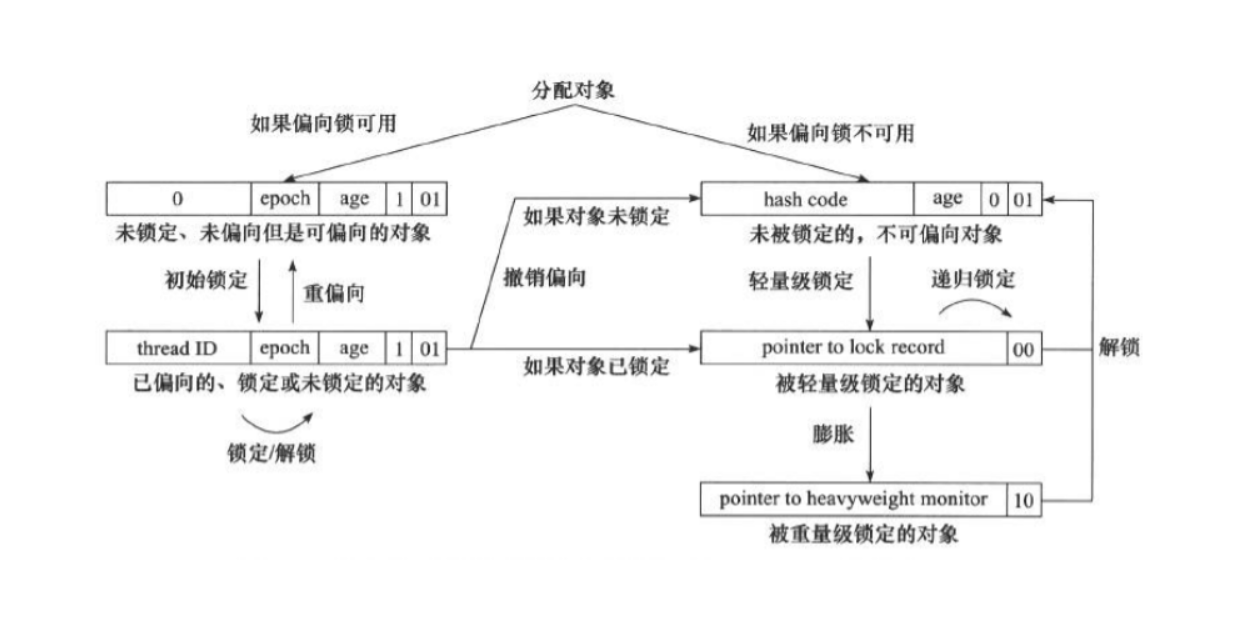 分配对象
如果偏向锁可用
如果偏向锁不可用
0 epoch age 1 01
hash code age 0 01
未锁定、未偏向但是可偏向的对象
如果对象未锁定
未被锁定的，不可偏向对象
初始锁定
重偏向
撤销偏向
轻量级锁定
递归锁定
thread ID epoch age 1 01
pointer to lock record 00
解锁
已偏向的、锁定或未锁定的对象
如果对象已锁定
被轻量级锁定的对象
锁定/解锁
膨胀
pointer to heavyweight monitor 10
被重量级锁定的对象